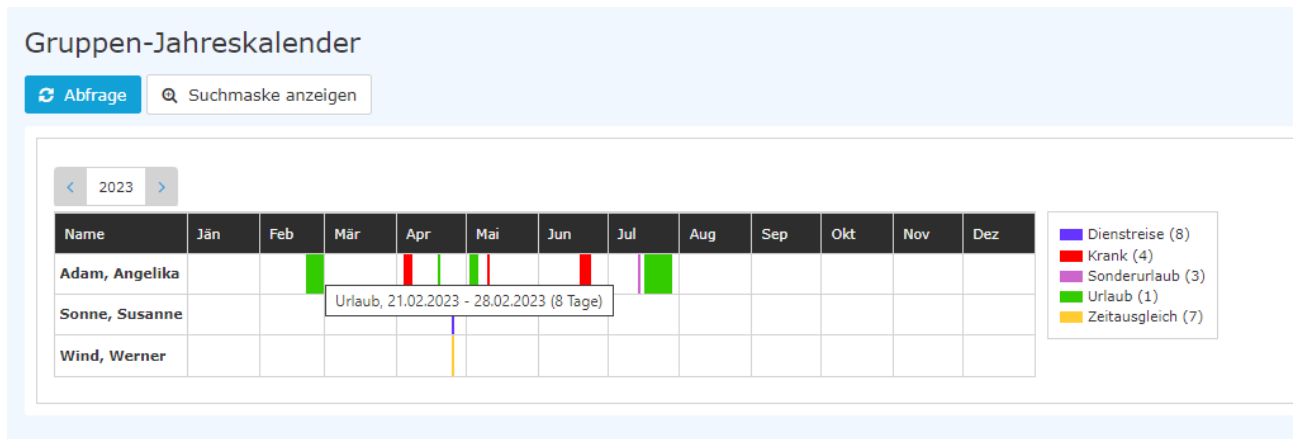 Gruppen-Jahreskalender
Abfrage Suchmaske anzeigen
2023
Name Jän Feb Mär Apr Mai Jun Jul Aug Sep Okt Nov Dez
Adam, Angelika
Urlaub, 21.02.2023 - 28.02.2023 (8 Tage)
Sonne, Susanne
Wind, Werner
Dienstreise (8)
Krank (4)
Sonderurlaub (3)
Urlaub (1)
Zeitausgleich (7)